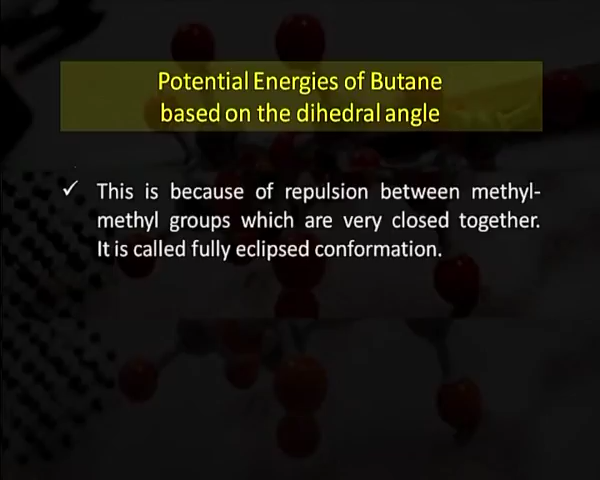 Potential Energies of Butane
based on the dihedral angle
✓ This is because of repulsion between methyl-
methyl groups which are very closed together.
It is called fully eclipsed conformation.